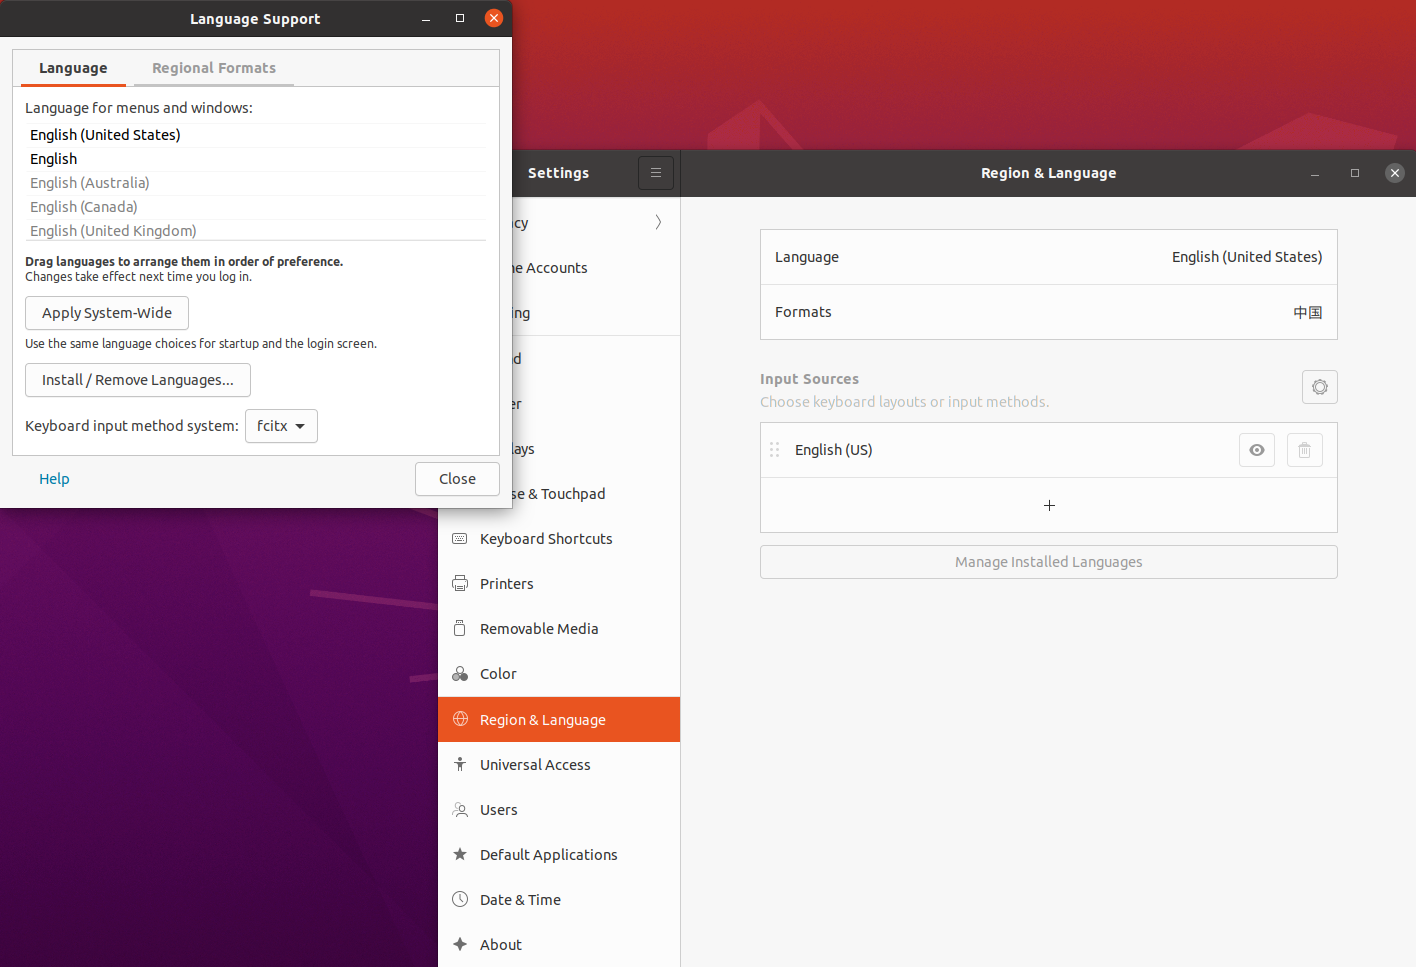 Language Support
Language
Regional Formats
Language for menus and windows:
English (United States)
English
English (Australia)
English (Canada)
English (United Kingdom)
Drag languages to arrange them in order of preference.
Changes take effect next time you log in.
Apply System-Wide
Use the same language choices for startup and the login screen.
Install / Remove Languages...
Keyboard input method system: fcitx
Help
Close
Settings
Keyboard Shortcuts
Printers
Removable Media
Color
Region & Language
Universal Access
Users
Default Applications
Date & Time
About
Accounts
& Touchpad
Region & Language
Language English (United States)
Formats 中国
Input Sources
Choose keyboard layouts or input methods.
English (US)
Manage Installed Languages